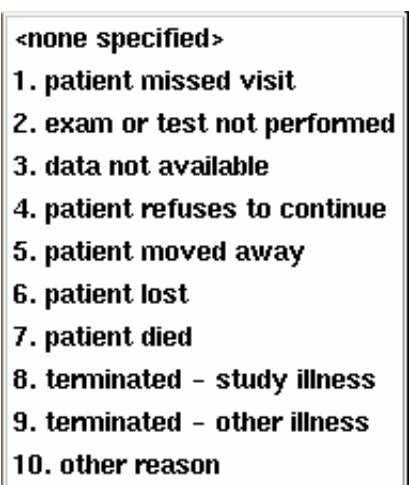 <none specified>
1. patient missed visit
2. exam or test not performed
3. data not available
4. patient refuses to continue
5. patient moved away
6. patient lost
7. patient died
8. terminated - study illness
9. terminated - other illness
10. other reason